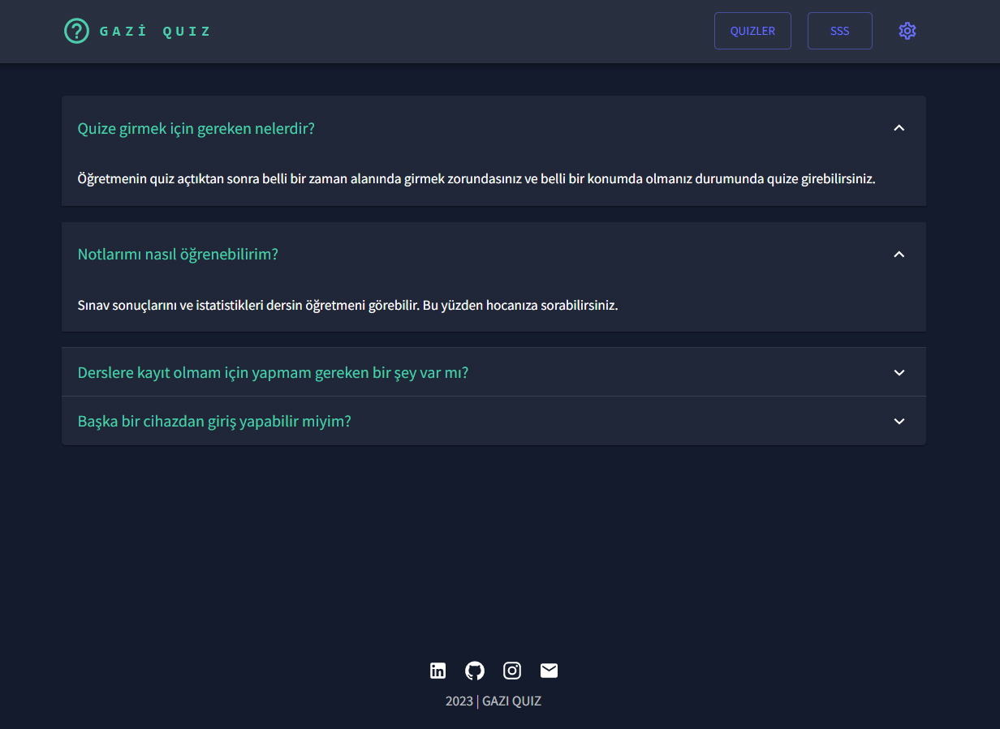 GAZİ QUIZ
QUIZLER
SSS
Quize girmek için gereken nelerdir?
Öğretmenin quiz açtıktan sonra belli bir zaman alanında girmek zorundasınız ve belli bir konumda olmanız durumunda quize girebilirsiniz.
Notlarımı nasıl öğrenebilirim?
Sınav sonuçlarını ve istatistikleri dersin öğretmeni görebilir. Bu yüzden hocanıza sorabilirsiniz.
Derslere kayıt olmam için yapmam gereken bir şey var mı?
Başka bir cihazdan giriş yapabilir miyim?
2023 | GAZI QUIZ